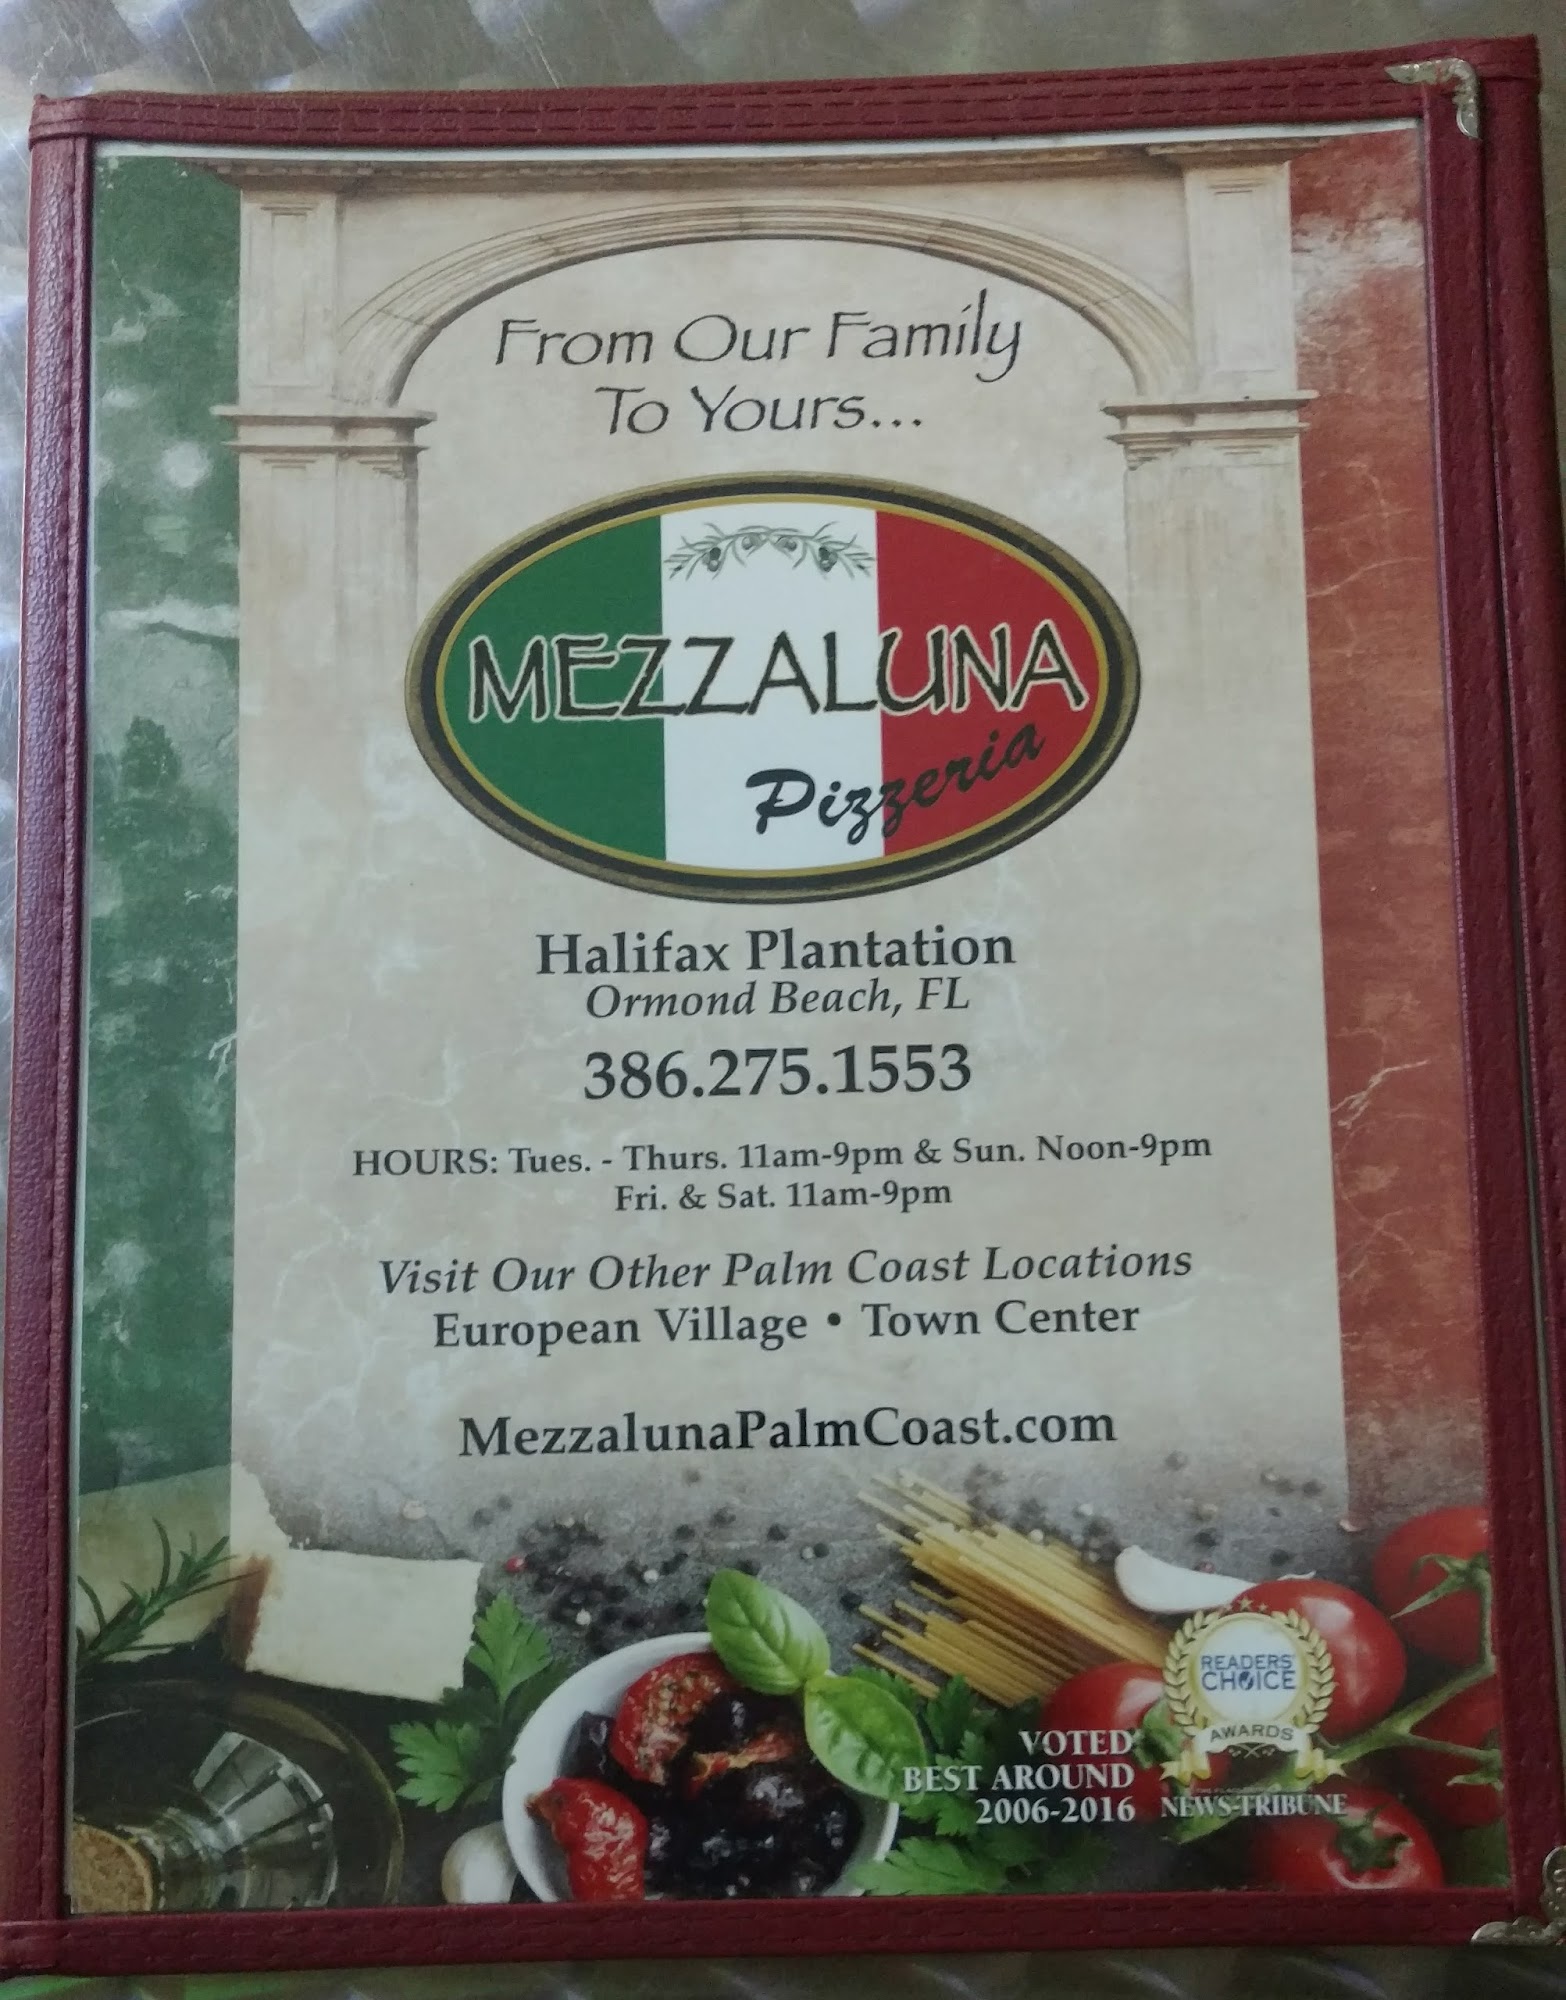 From Our Family
To Yours...
MEZZALUNA
Pizzeria
Halifax Plantation
Ormond Beach, FL
386.275.1553
HOURS: Tues. - Thurs. 11am-9pm & Sun. Noon-9pm
Fri. & Sat. 11am-9pm
Visit Our Other Palm Coast Locations
European Village • Town Center
MezzalunaPalmCoast.com
VOTED
BEST AROUND
2006-2016
READERS'
CHOICE
AWARDS
NEWS-TRIBUNE